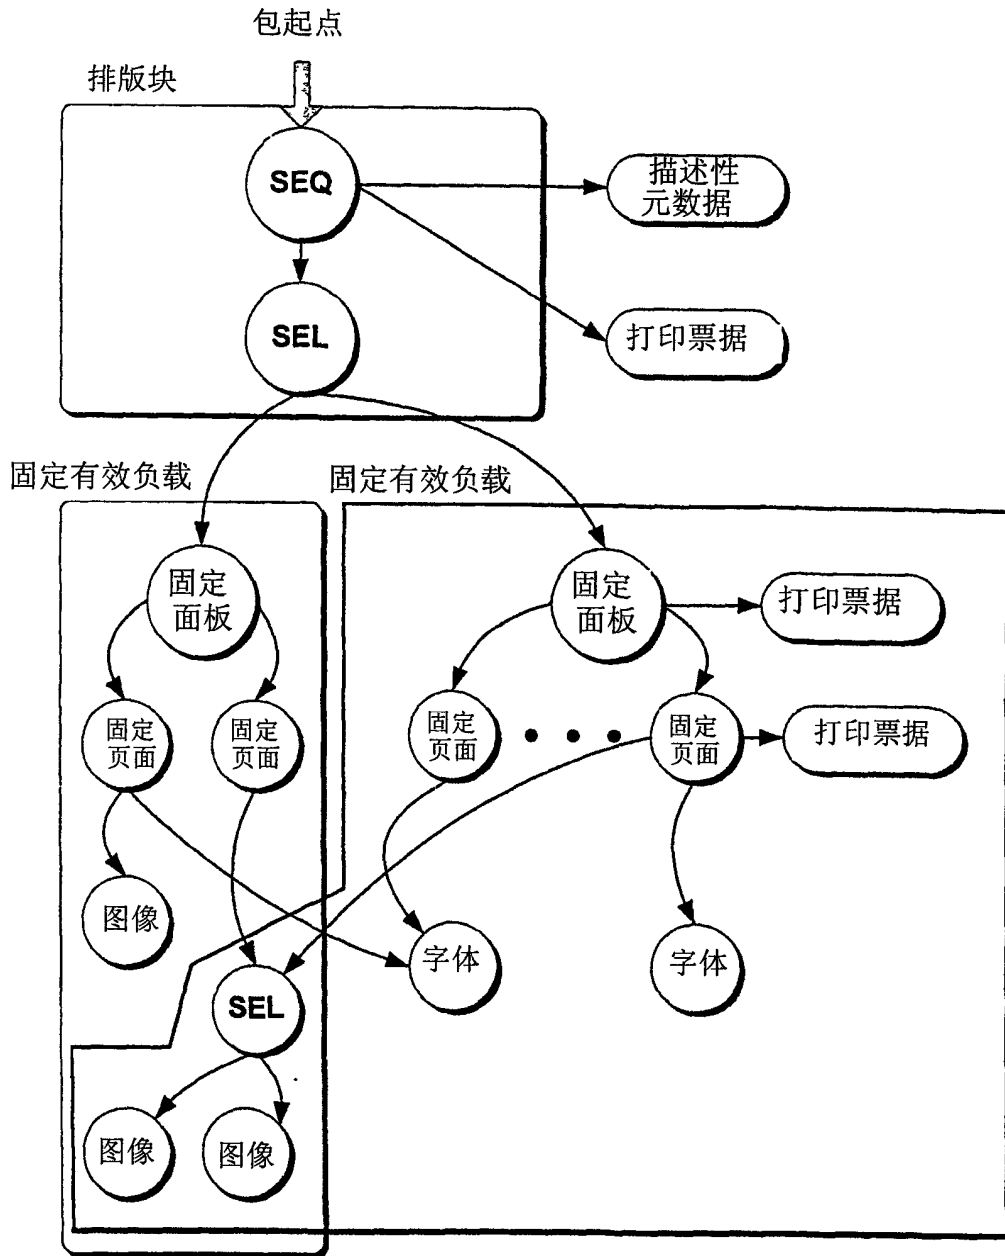 包起点
排版块
SEQ
描述性
元数据
SEL
打印票据
固定有效负载
固定有效负载
固定
面板
固定
面板
打印票据
固定
页面
固定
页面
固定
页面
固定
页面
打印票据
图像
字体
字体
SEL
图像
图像